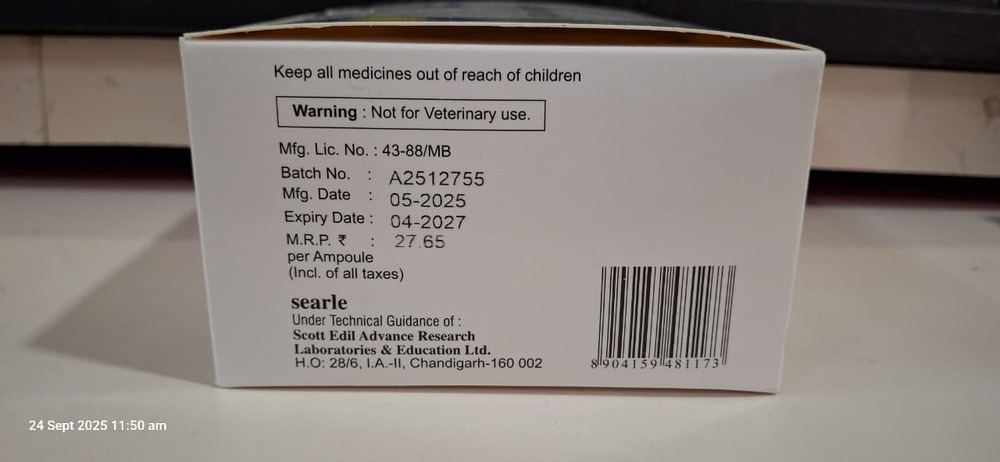 Keep all medicines out of reach of children
Warning : Not for Veterinary use.
Mfg. Lic. No. : 43-88/MB
Batch No. : A2512755
Mfg. Date : 05-2025
Expiry Date : 04-2027
M.R.P. ₹ : 27.65
per Ampoule
(Incl. of all taxes)
searle
Under Technical Guidance of :
Scott Edil Advance Research
Laboratories & Education Ltd.
H.O: 28/6, I.A.-II, Chandigarh-160 002
8904159481173
24 Sept 2025 11:50 am